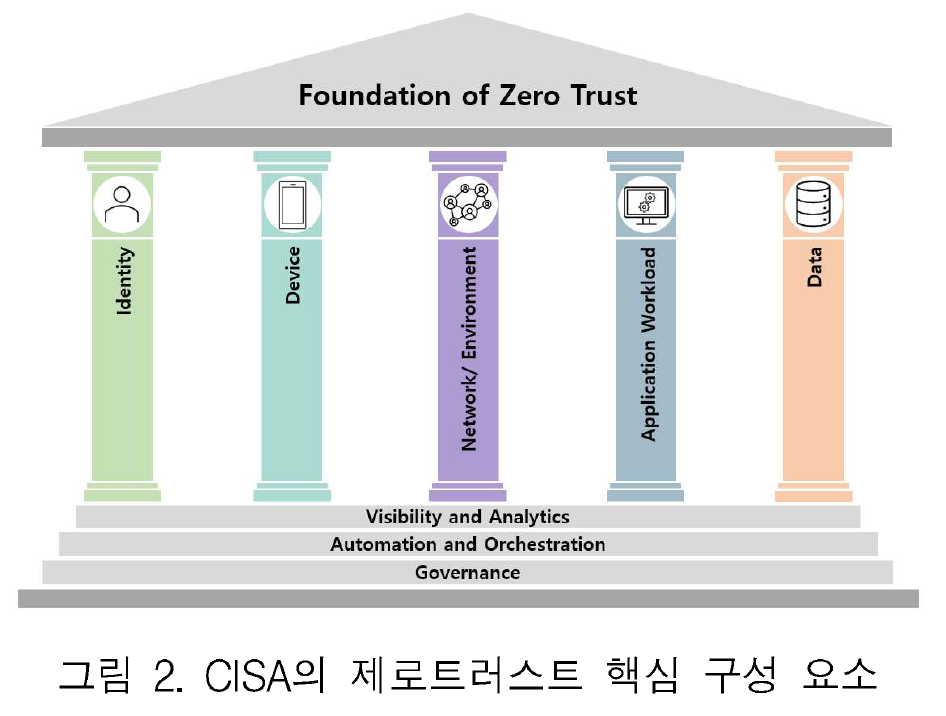 Foundation of Zero Trust
Identity
Device
Network/ Environment
Application Workload
Data
Visibility and Analytics
Automation and Orchestration
Governance
그림 2. CISA의 제로트러스트 핵심 구성 요소